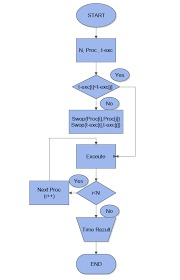 START
N, Proc , t-exc
t-exc[i]<t-exc[j]
Yes
No
Swap(Proc[i],Proc[j])
Swap(t-exc[i],t-exc[j])
Execute
Next Proc
(i++)
Yes
i<N
No
Time Result
END